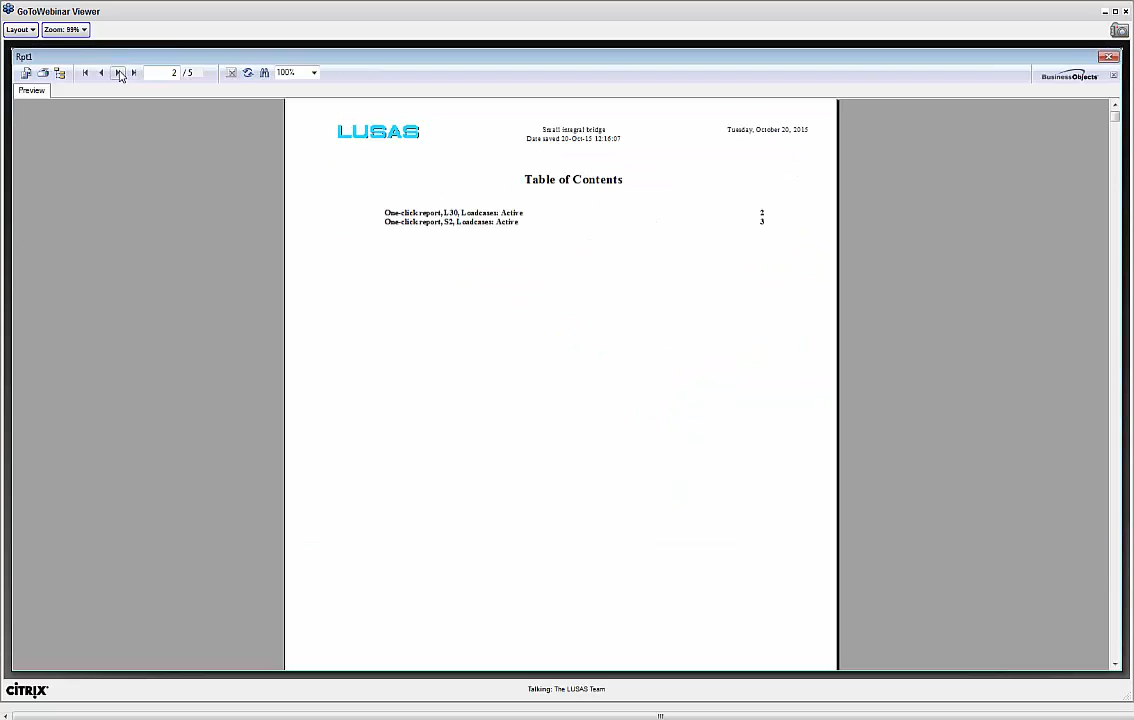 GoToWebinar Viewer
Layout Zoom: 99%
Rpt1
2 / 5 100% BusinessObjects
Preview
LUSAS Small integral bridge Tuesday, October 20, 2015
Date saved 20-Oct-15 12:16:07
Table of Contents
One-click report, L30, Loadcases: Active 2
One-click report, S2, Loadcases: Active 3
CITRIX Talking: The LUSAS Team